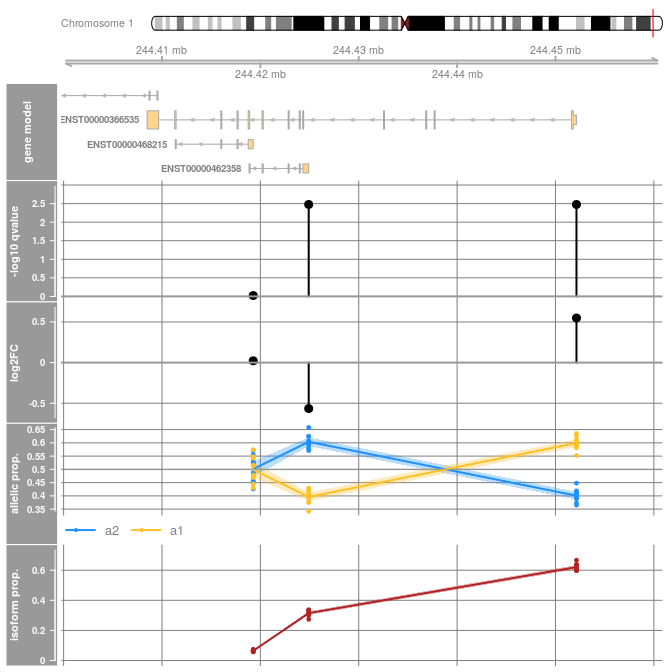 Chromosome 1
244.41 mb 244.43 mb 244.45 mb
244.42 mb 244.44 mb
gene model
ENST00000366535
ENST00000468215
ENST00000462358
-log10 qvalue
2.5
2
1.5
1
0.5
0
log2FC
0.5
0
-0.5
allelic prop.
0.65
0.6
0.55
0.5
0.45
0.4
0.35
a2 a1
isoform prop.
0.6
0.4
0.2
0